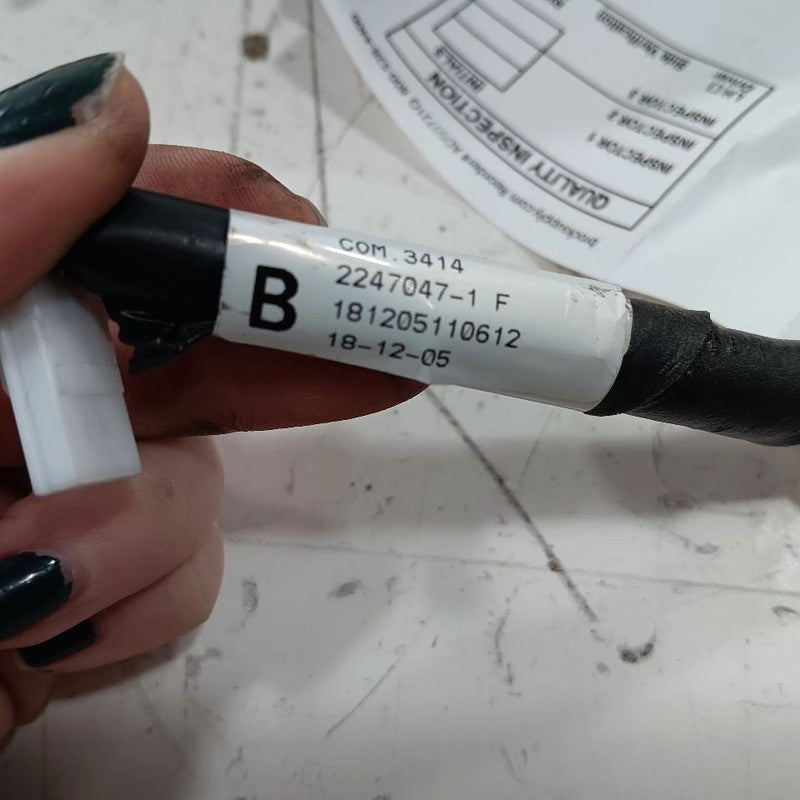 B
COM.3414
2247047-1 F
181205110612
18-12-05
QUALITY INSPECTION
INITIALS
INSPECTOR 1
INSPECTOR 2
INSPECTOR 3